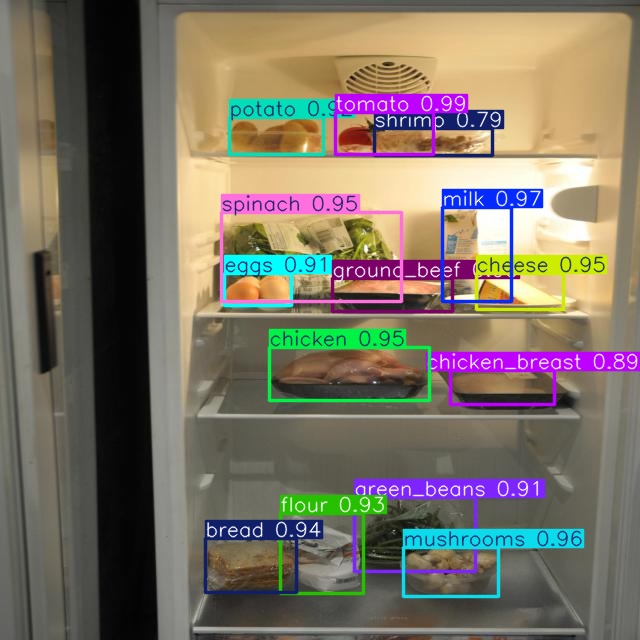 potato 0.92
tomato 0.99
shrimp 0.79
spinach 0.95
milk 0.97
eggs 0.91
ground_beef
cheese 0.95
chicken 0.95
chicken_breast 0.89
green_beans 0.91
flour 0.93
bread 0.94
mushrooms 0.96